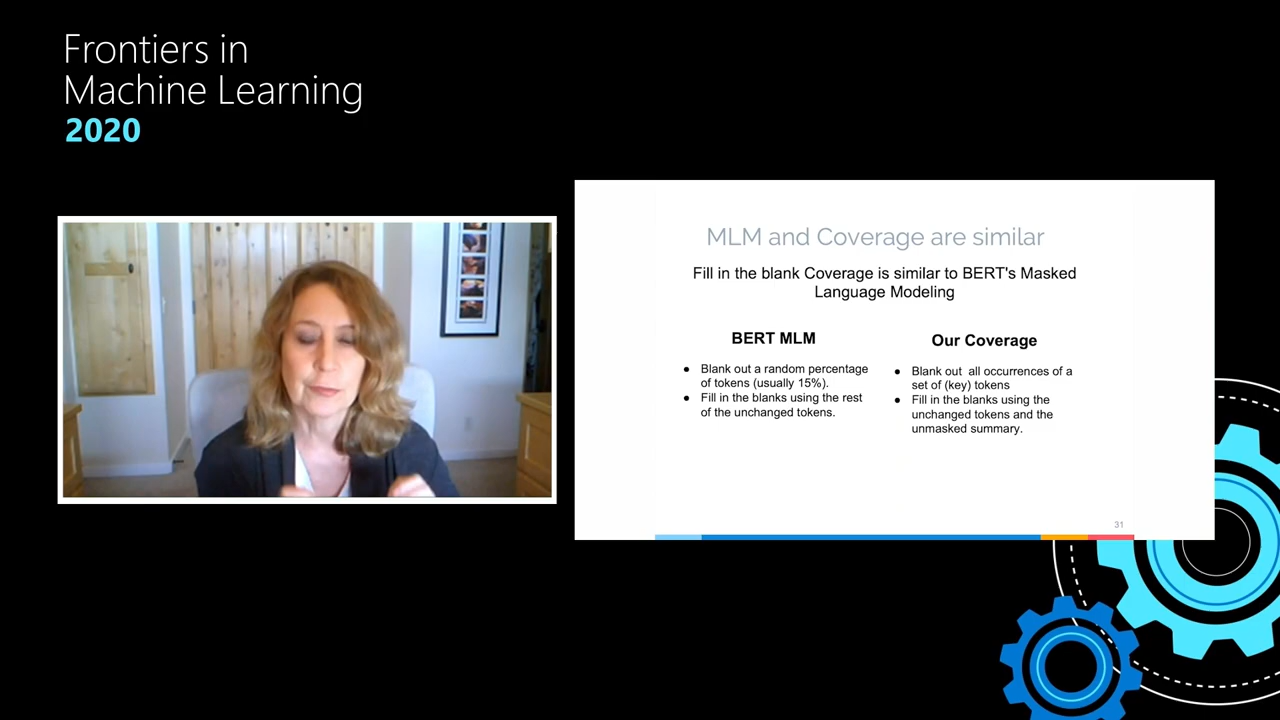 Frontiers in
Machine Learning
2020
MLM and Coverage are similar
Fill in the blank Coverage is similar to BERT's Masked
Language Modeling
BERT MLM
● Blank out a random percentage
of tokens (usually 15%).
● Fill in the blanks using the rest
of the unchanged tokens.
Our Coverage
● Blank out all occurrences of a
set of (key) tokens
● Fill in the blanks using the
unchanged tokens and the
unmasked summary.
31